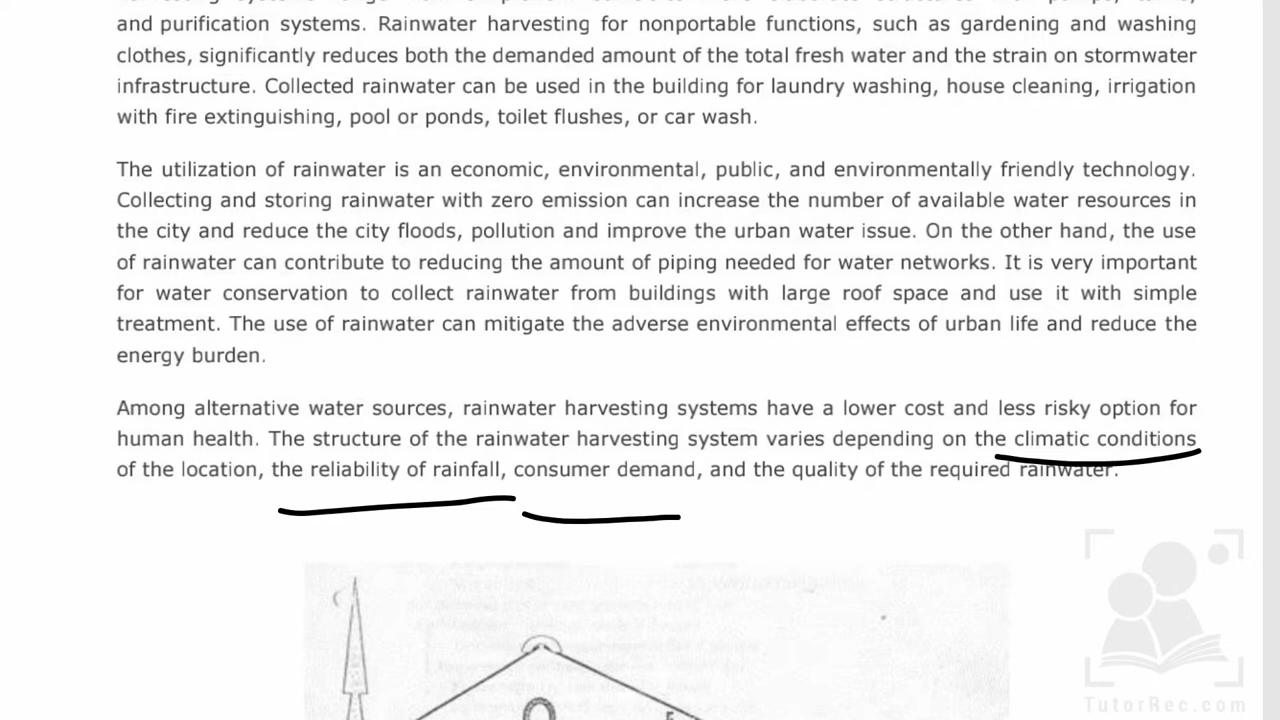 and purification systems. Rainwater harvesting for nonportable functions, such as gardening and washing
clothes, significantly reduces both the demanded amount of the total fresh water and the strain on stormwater
infrastructure. Collected rainwater can be used in the building for laundry washing, house cleaning, irrigation
with fire extinguishing, pool or ponds, toilet flushes, or car wash.
The utilization of rainwater is an economic, environmental, public, and environmentally friendly technology.
Collecting and storing rainwater with zero emission can increase the number of available water resources in
the city and reduce the city floods, pollution and improve the urban water issue. On the other hand, the use
of rainwater can contribute to reducing the amount of piping needed for water networks. It is very important
for water conservation to collect rainwater from buildings with large roof space and use it with simple
treatment. The use of rainwater can mitigate the adverse environmental effects of urban life and reduce the
energy burden.
Among alternative water sources, rainwater harvesting systems have a lower cost and less risky option for
human health. The structure of the rainwater harvesting system varies depending on the climatic conditions
of the location, the reliability of rainfall, consumer demand, and the quality of the required rainwater.
TutorRec.com